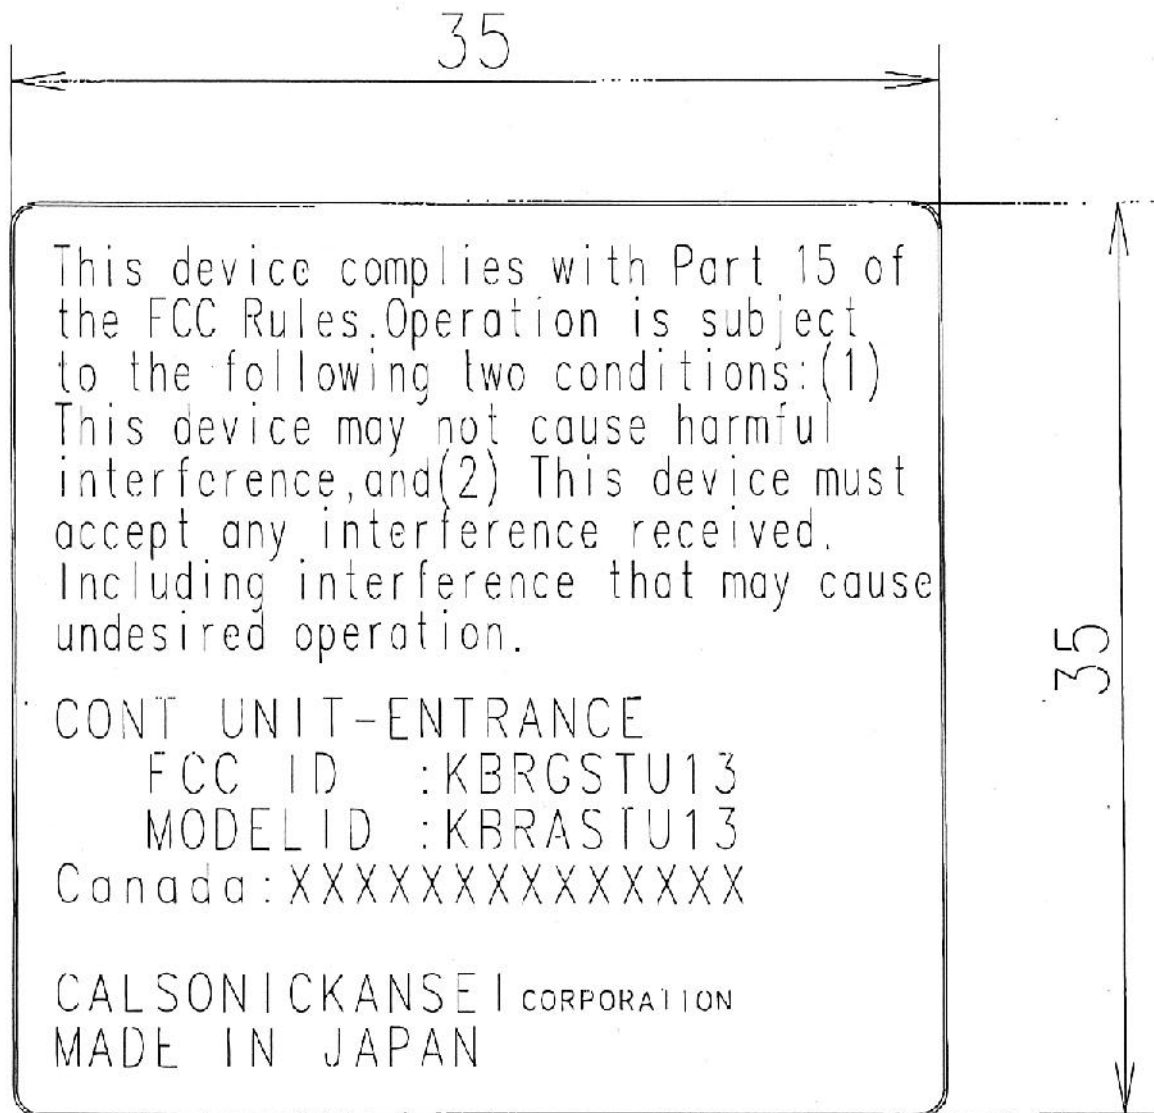 35
This device complies with Part 15 of
the FCC Rules.Operation is subject
to the following two conditions:(1)
This device may not cause harmful
interference,and(2) This device must
accept any interference received.
Including interference that may cause
undesired operation.
35
CONT UNIT-ENTRANCE
FCC ID :KBRGSTU13
MODELID :KBRASTU13
Canada:XXXXXXXXXXXXXX
CALSONICKANSEI CORPORATION
MADE IN JAPAN